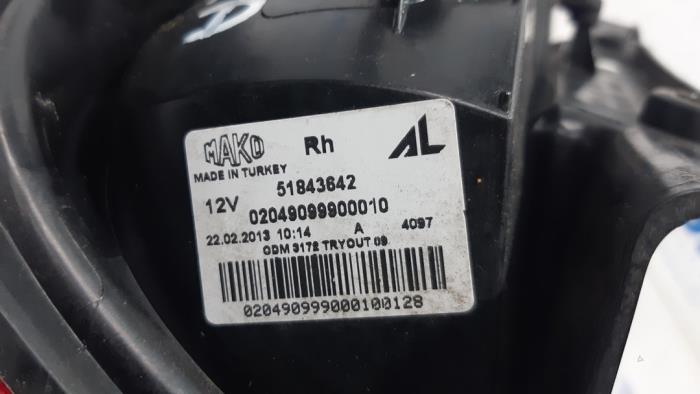 MAKO Rh AL
MADE IN TURKEY
51843642
12V 02049099900010
22.02.2013 10:14 A 4097
ODM 3172 TRYOUT 09
020490999000100128